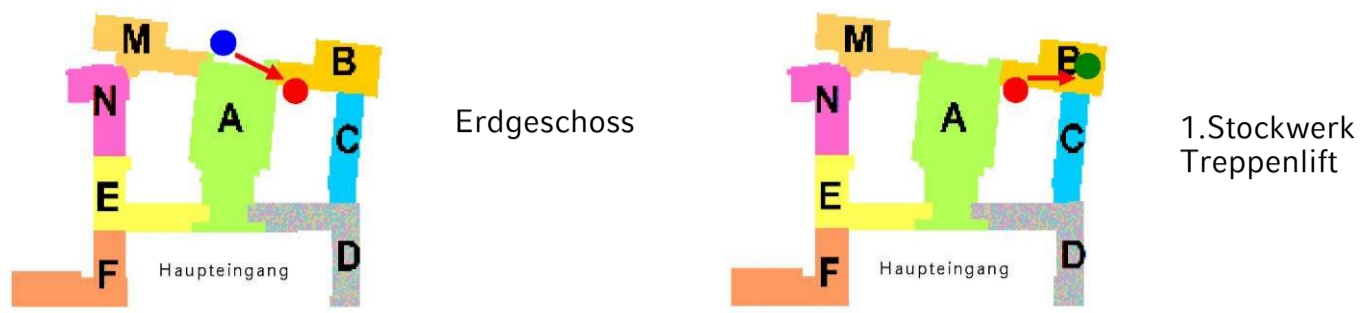 M
B
N
A
C
E
D
F
Haupteingang
Erdgeschoss
M
B
N
A
C
E
D
F
Haupteingang
1.Stockwerk
Treppenlift